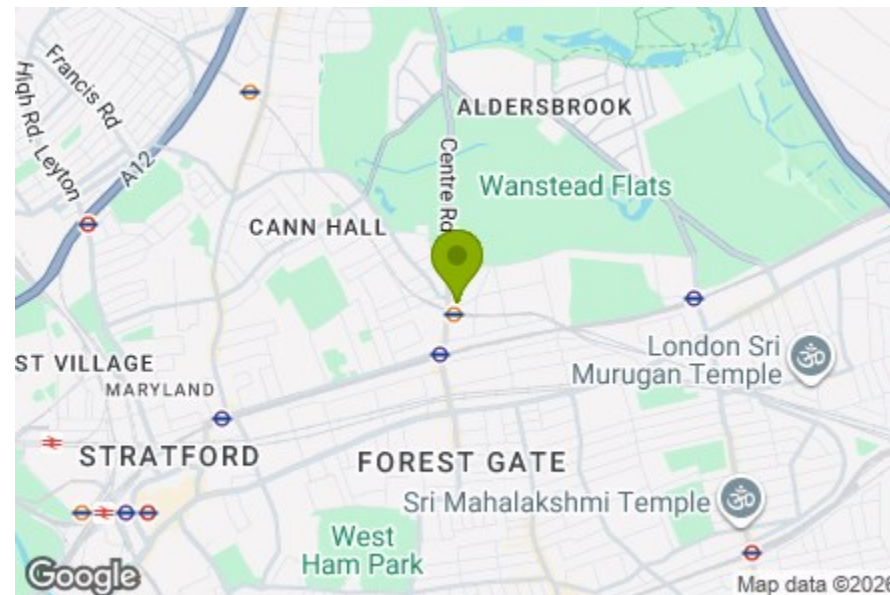 Francis Rd
High Rd. Leyton
A12
ALDERSBROOK
Centre Rd
Wanstead Flats
CANN HALL
London Sri
Murugan Temple
ST VILLAGE
MARYLAND
STRATFORD
FOREST GATE
Sri Mahalakshmi Temple
West
Ham Park
Google
Map data ©2026